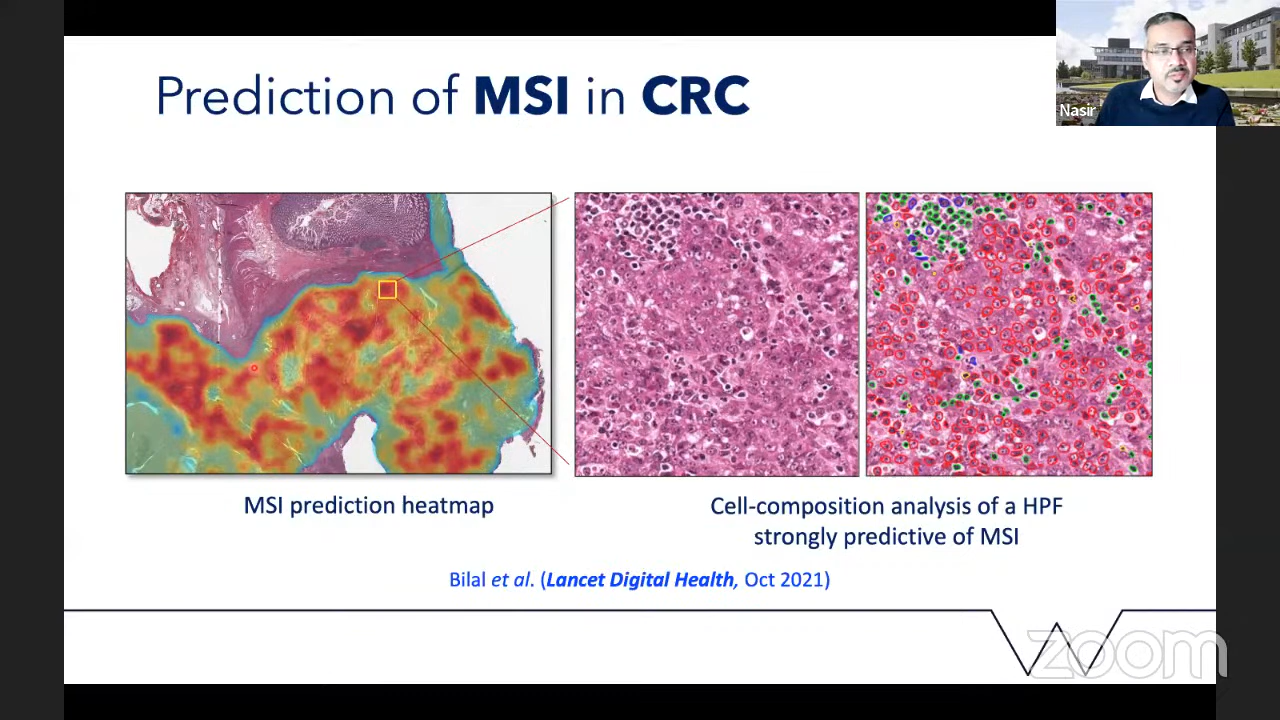 Prediction of MSI in CRC
Nasir
MSI prediction heatmap
Cell-composition analysis of a HPF
strongly predictive of MSI
Bilal et al. (Lancet Digital Health, Oct 2021)
zoom